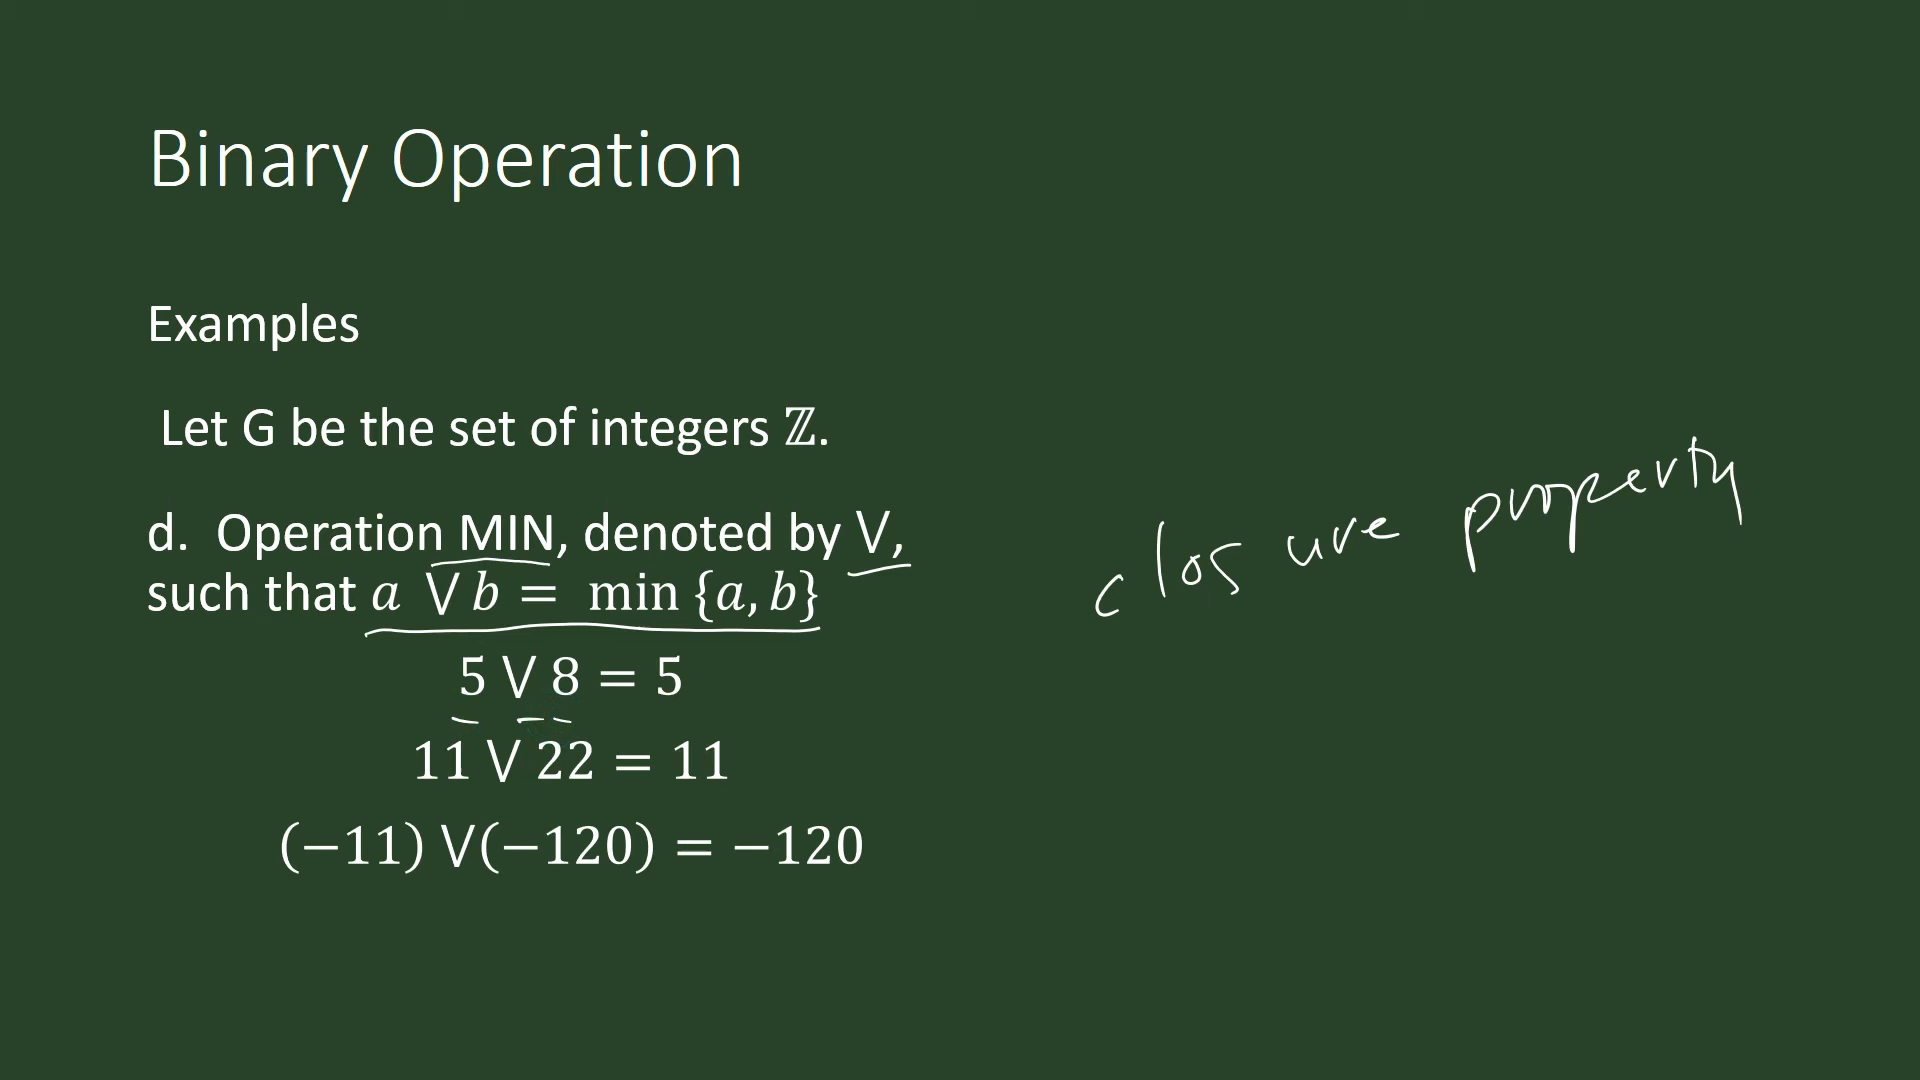 Binary Operation
Examples
Let G be the set of integers ℤ.
d. Operation MIN, denoted by V,
such that a V b = min {a, b}
closure property
5 V 8 = 5
11 V 22 = 11
(−11) V(−120) = −120